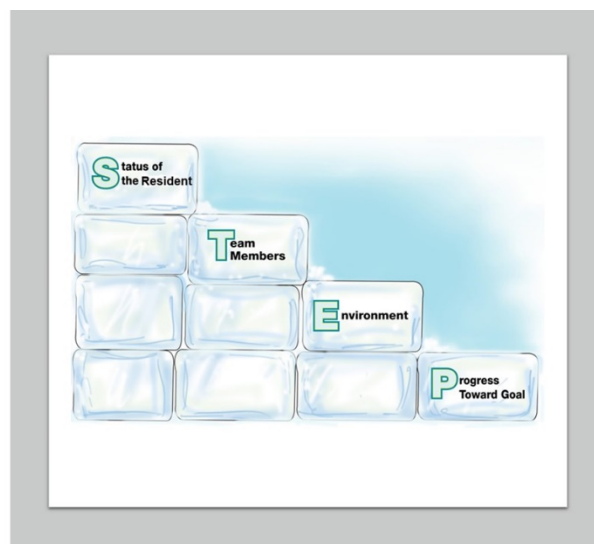 Status of
the Resident
Team
Members
Environment
Progress
Toward Goal